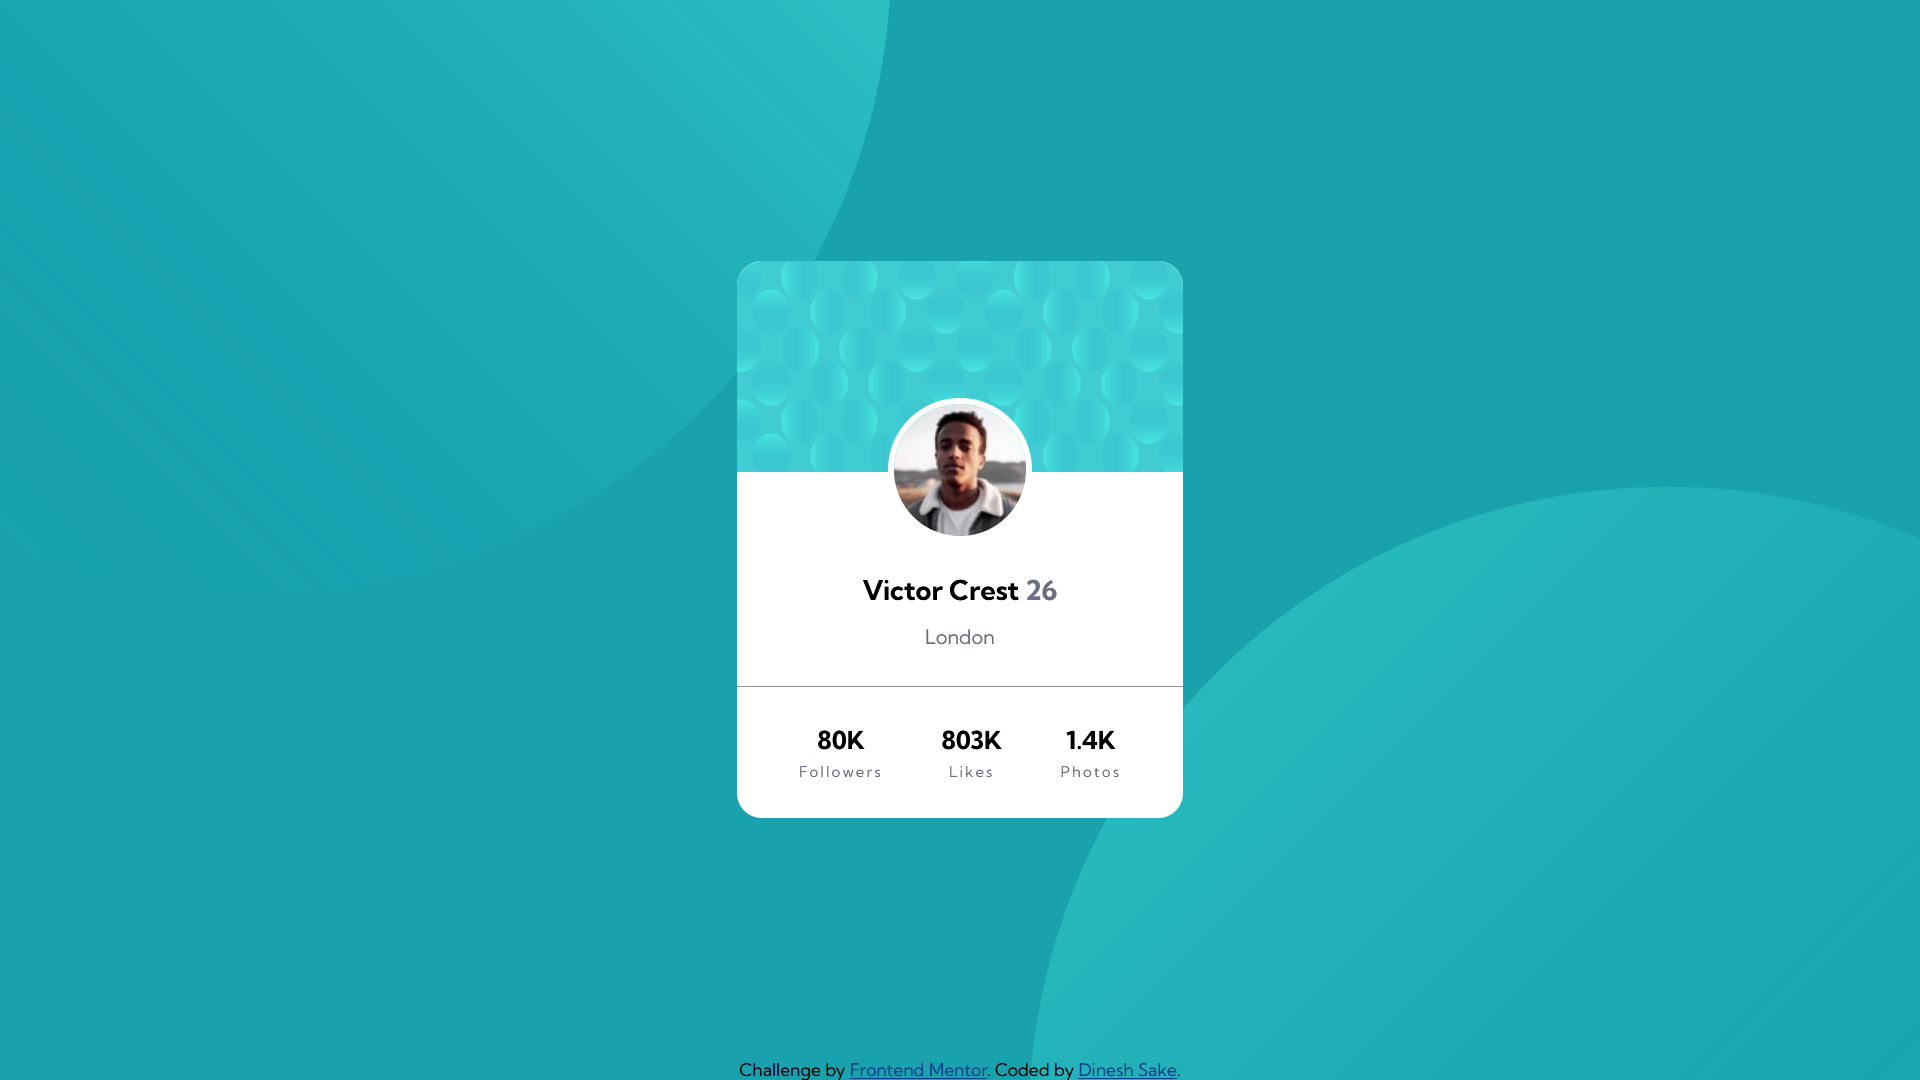 Victor Crest 26
London
80K 803K 1.4K
Followers Likes Photos
Challenge by Frontend Mentor. Coded by Dinesh Sake.